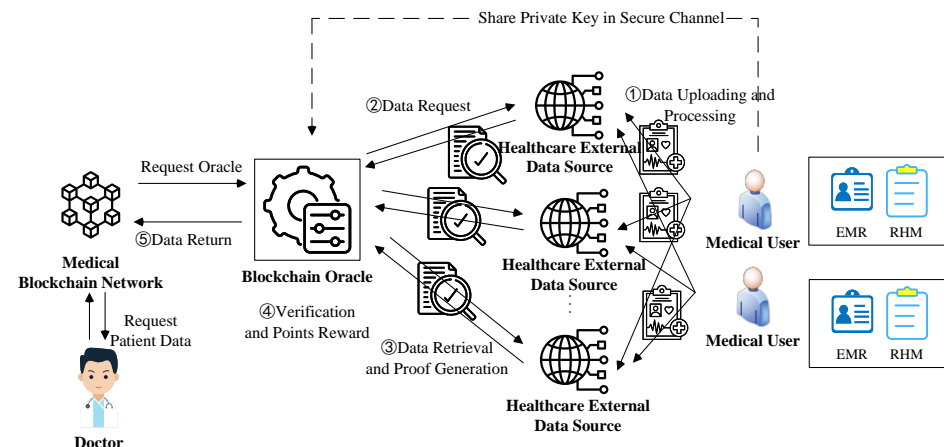 Share Private Key in Secure Channel
②Data Request
①Data Uploading and
Processing
Healthcare External
Data Source
Request Oracle
⑤Data Return
Medical
Blockchain Network
Blockchain Oracle
Healthcare External
Data Source
Medical User
EMR
RHM
④Verification
and Points Reward
Request
Patient Data
③Data Retrieval
and Proof Generation
Medical User
EMR
RHM
Healthcare External
Data Source
Doctor